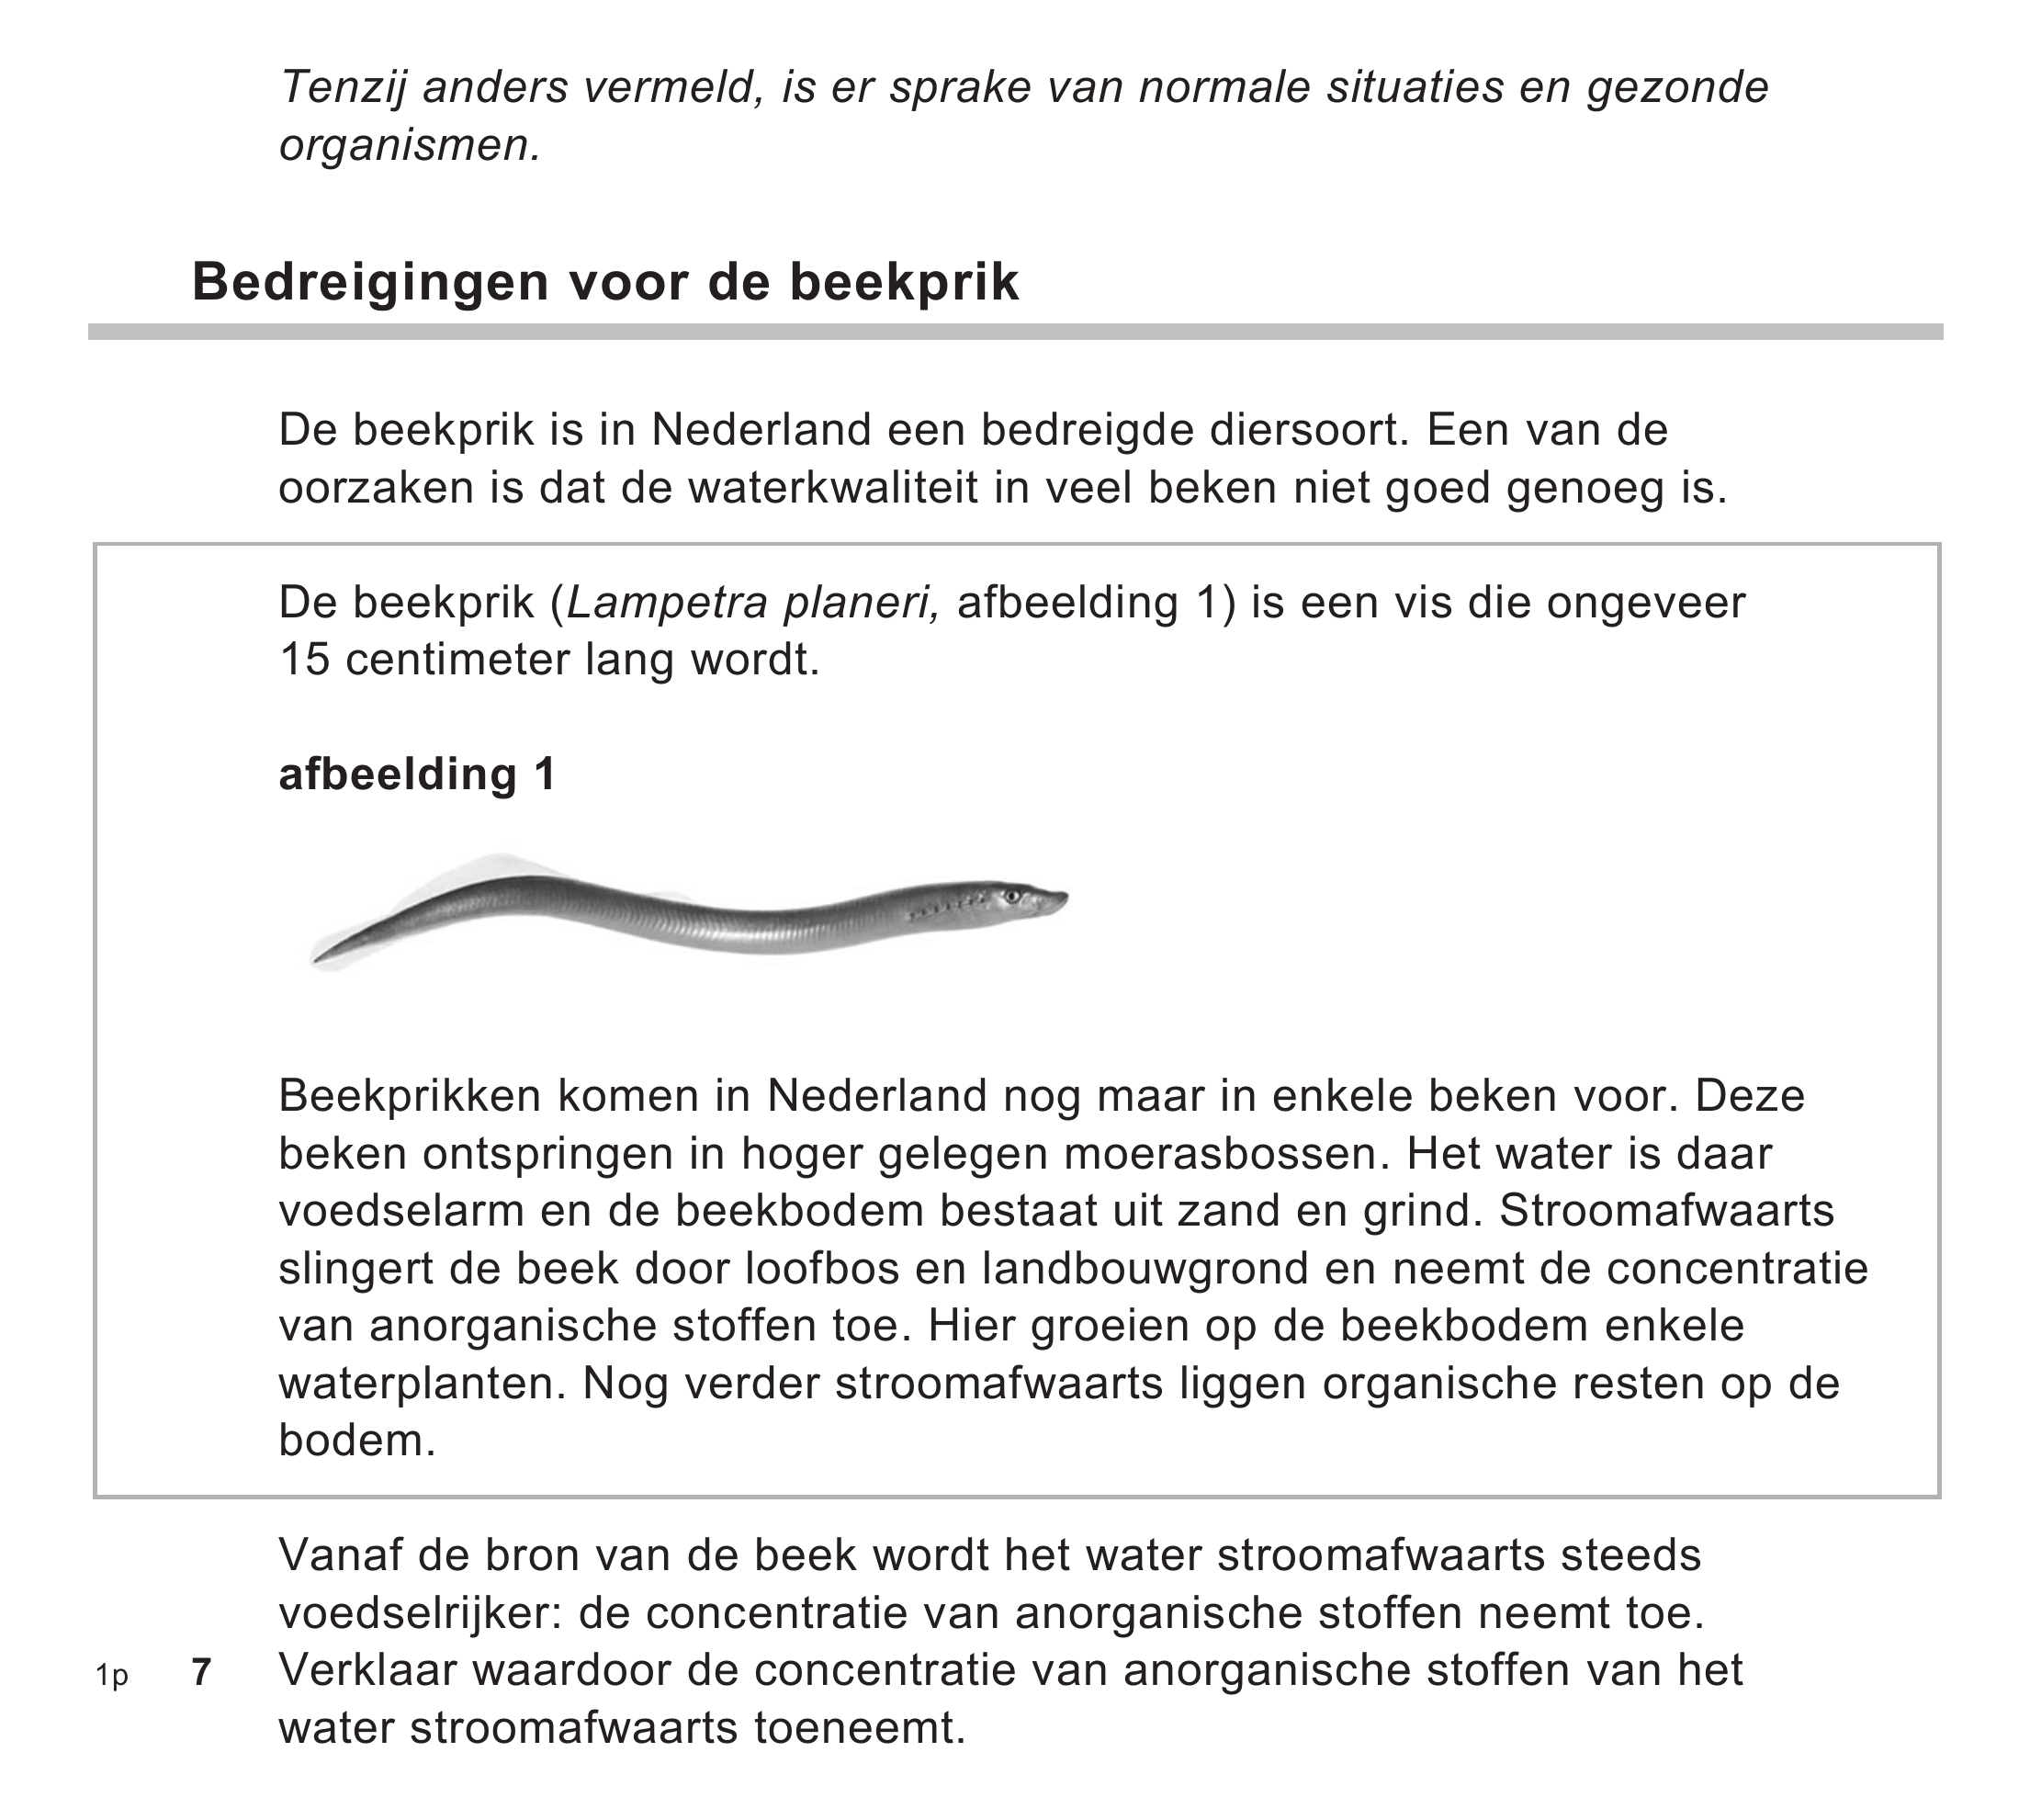 Tenzij anders vermeld, is er sprake van normale situaties en gezonde
organismen.
Bedreigingen voor de beekprik
De beekprik is in Nederland een bedreigde diersoort. Een van de
oorzaken is dat de waterkwaliteit in veel beken niet goed genoeg is.
De beekprik (Lampetra planeri, afbeelding 1) is een vis die ongeveer
15 centimeter lang wordt.
afbeelding 1
Beekprikken komen in Nederland nog maar in enkele beken voor. Deze
beken ontspringen in hoger gelegen moerasbossen. Het water is daar
voedselarm en de beekbodem bestaat uit zand en grind. Stroomafwaarts
slingert de beek door loofbos en landbouwgrond en neemt de concentratie
van anorganische stoffen toe. Hier groeien op de beekbodem enkele
waterplanten. Nog verder stroomafwaarts liggen organische resten op de
bodem.
Vanaf de bron van de beek wordt het water stroomafwaarts steeds
voedselrijker: de concentratie van anorganische stoffen neemt toe.
1p 7 Verklaar waardoor de concentratie van anorganische stoffen van het
water stroomafwaarts toeneemt.